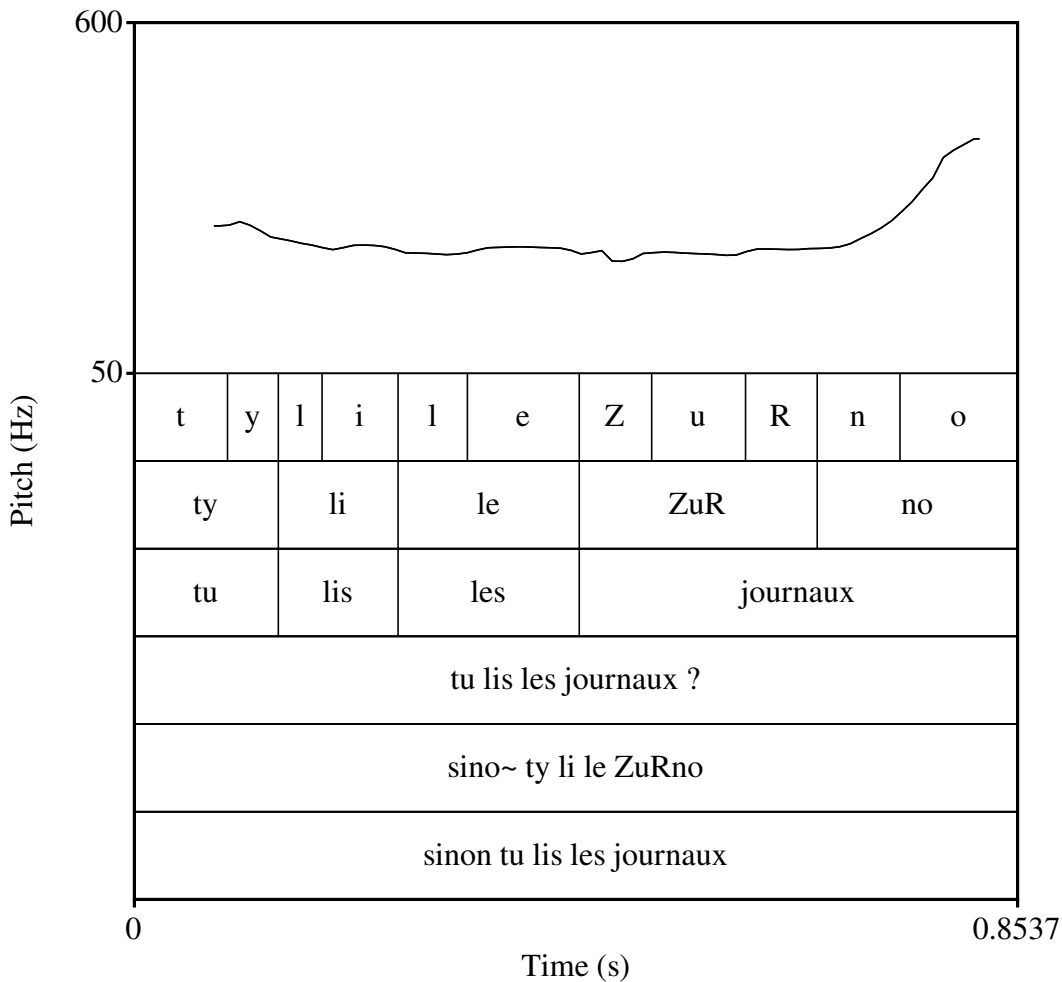 600
50
Pitch (Hz)
t y l i l e Z u R n o
ty li le ZuR no
tu lis les journaux
tu lis les journaux ?
sino~ ty li le ZuRno
sinon tu lis les journaux
0 0.8537
Time (s)